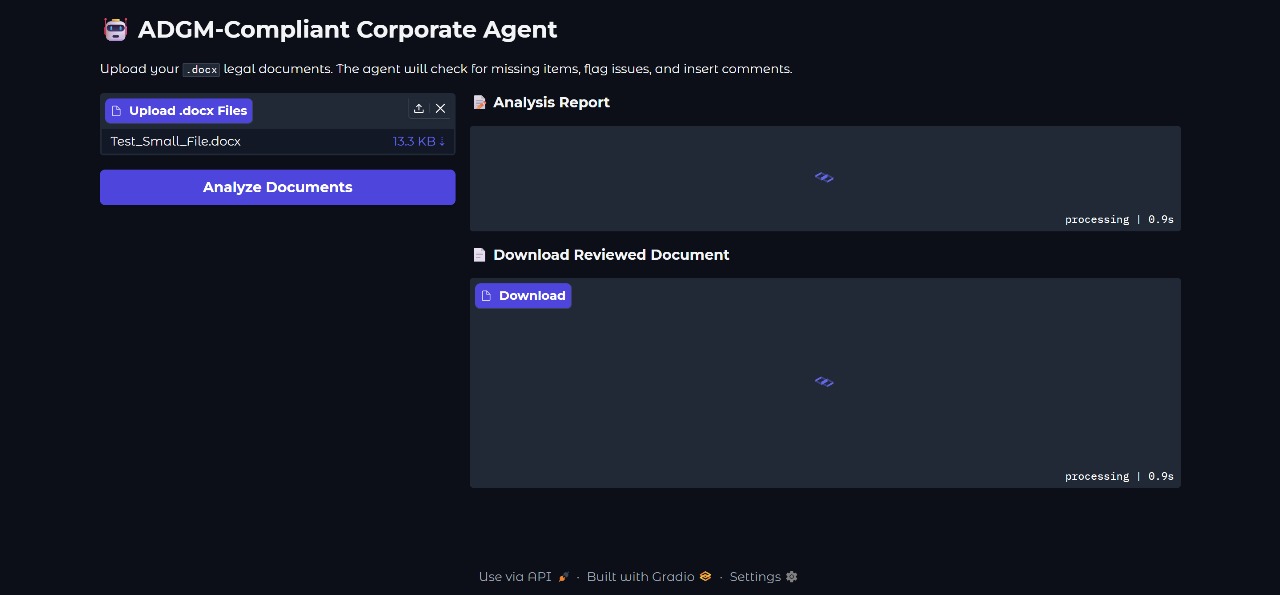 ADGM-Compliant Corporate Agent
Upload your .docx legal documents. The agent will check for missing items, flag issues, and insert comments.
Upload .docx Files
Test_Small_File.docx 13.3 KB ↓
Analyze Documents
Analysis Report
processing | 0.9s
Download Reviewed Document
Download
processing | 0.9s
Use via API · Built with Gradio · Settings